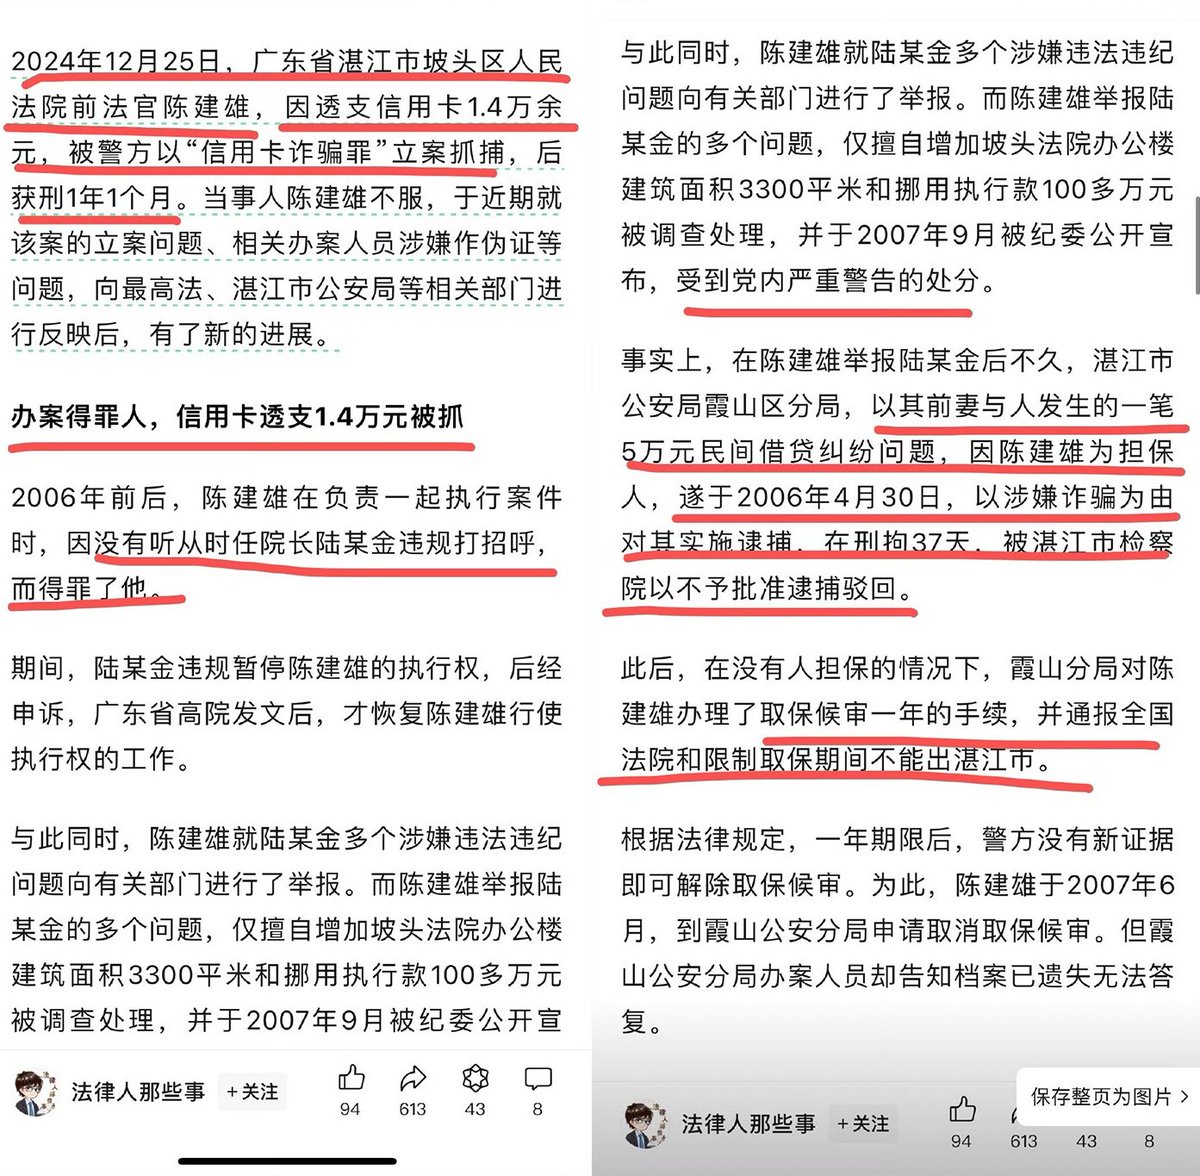 2024年12月25日，广东省湛江市坡头区人民
法院前法官陈建雄，因透支信用卡1.4万余
元，被警方以“信用卡诈骗罪”立案抓捕，后
获刑1年1个月。当事人陈建雄不服，于近期就
该案的立案问题、相关办案人员涉嫌作伪证等
问题，向最高法、湛江市公安局等相关部门进
行反映后，有了新的进展。
办案得罪人，信用卡透支1.4万元被抓
2006年前后，陈建雄在负责一起执行案件
时，因没有听从时任院长陆某金违规打招呼，
而得罪了他。
期间，陆某金违规暂停陈建雄的执行权，后经
申诉，广东省高院发文后，才恢复陈建雄行使
执行权的工作。
与此同时，陈建雄就陆某金多个涉嫌违法违纪
问题向有关部门进行了举报。而陈建雄举报陆
某金的多个问题，仅擅自增加坡头法院办公楼
建筑面积3300平米和挪用执行款100多万元
被调查处理，并于2007年9月被纪委公开宣
法律人那些事
+关注
94
613
43
8
与此同时，陈建雄就陆某金多个涉嫌违法违纪
问题向有关部门进行了举报。而陈建雄举报陆
某金的多个问题，仅擅自增加坡头法院办公楼
建筑面积3300平米和挪用执行款100多万元
被调查处理，并于2007年9月被纪委公开宣
布，受到党内严重警告的处分。
事实上，在陈建雄举报陆某金后不久，湛江市
公安局霞山区分局，以其前妻与人发生的一笔
5万元民间借贷纠纷问题，因陈建雄为担保
人，遂于2006年4月30日，以涉嫌诈骗为由
对其实施逮捕，在刑拘37天，被湛江市检察
院以不予批准逮捕驳回。
此后，在没有人担保的情况下，霞山分局对陈
建雄办理了取保候审一年的手续，并通报全国
法院和限制取保期间不能出湛江市。
根据法律规定，一年期限后，警方没有新证据
即可解除取保候审。为此，陈建雄于2007年6
月，到霞山公安分局申请取消取保候审。但霞
山公安分局办案人员却告知档案已遗失无法答
复。
保存整页为图片
法律人那些事
+关注
94
613
43
8